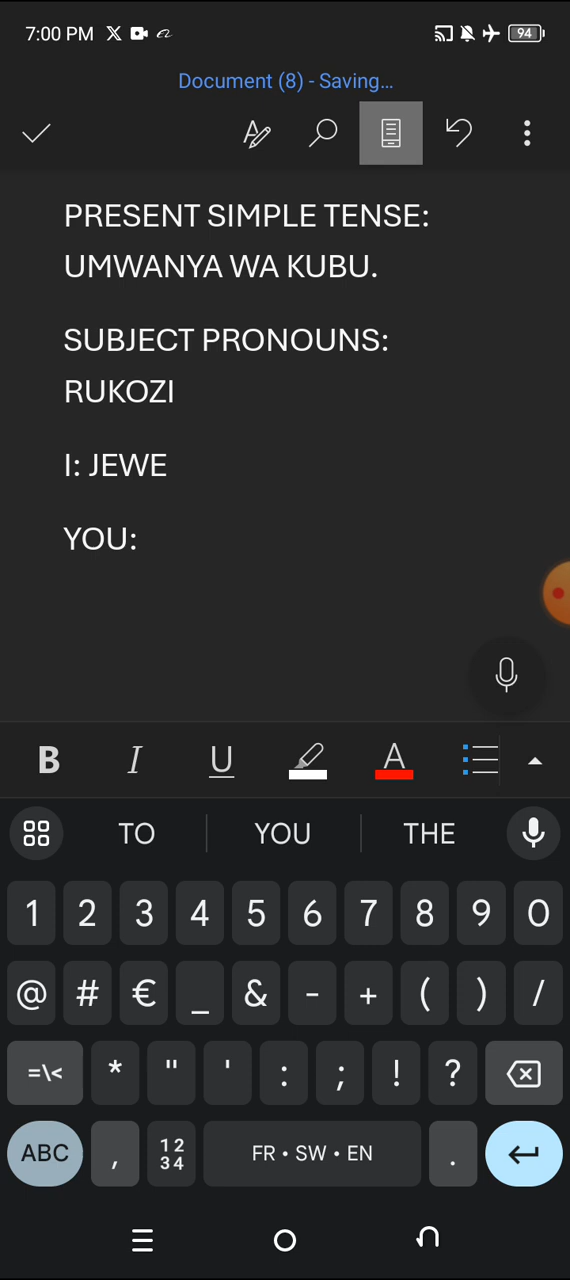 7:00 PM
94
Document (8) - Saving...
PRESENT SIMPLE TENSE:
UMWANYA WA KUBU.
SUBJECT PRONOUNS:
RUKOZI
I: JEWE
YOU:
B I U A
TO YOU THE
1 2 3 4 5 6 7 8 9 0
@ # € _ & - + ( ) /
=\< * " ' : ; ! ?
ABC , 12 34 FR • SW • EN .